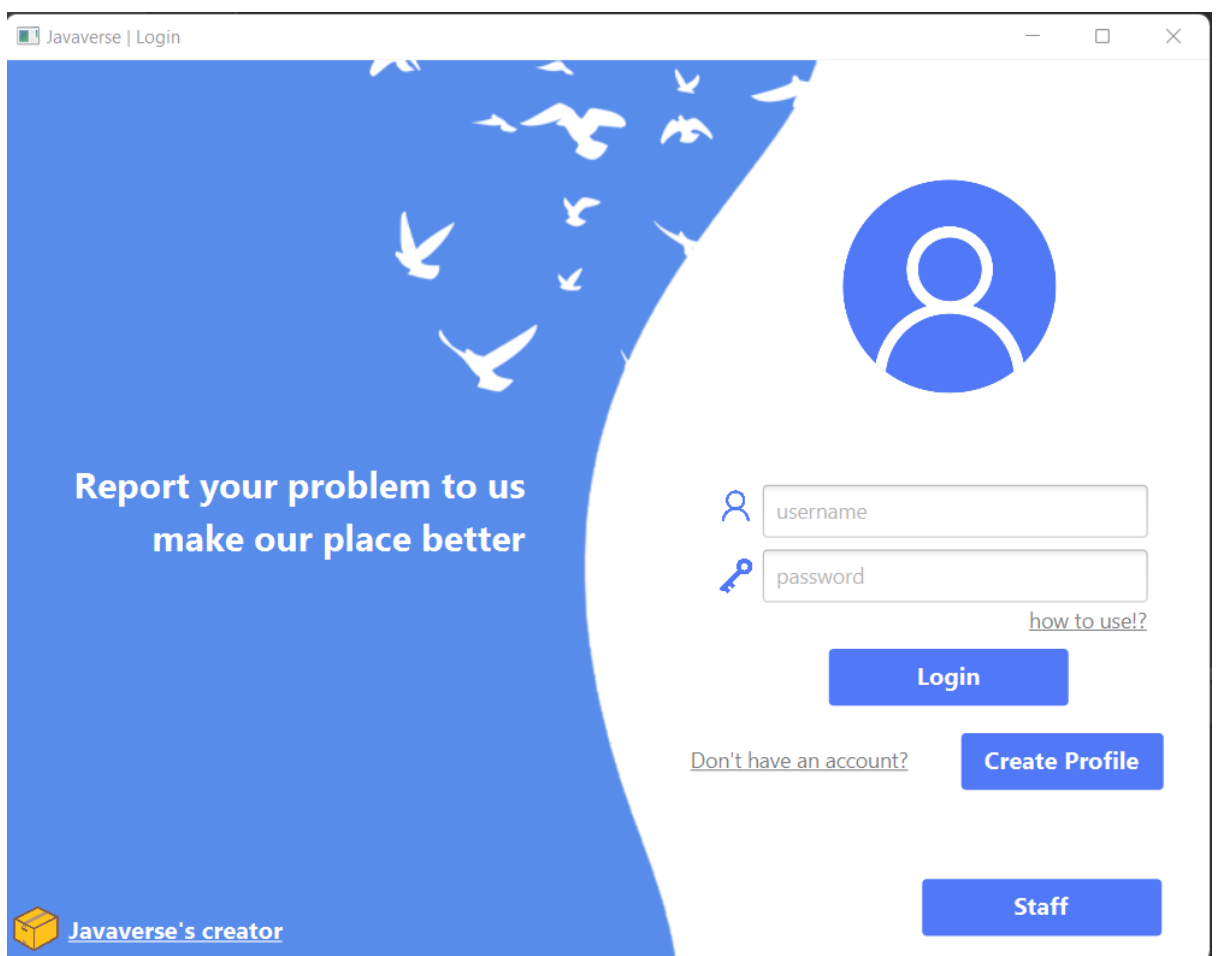 Javaverse | Login
Report your problem to us
make our place better
username
password
how to use!?
Login
Don't have an account?
Create Profile
Staff
Javaverse's creator